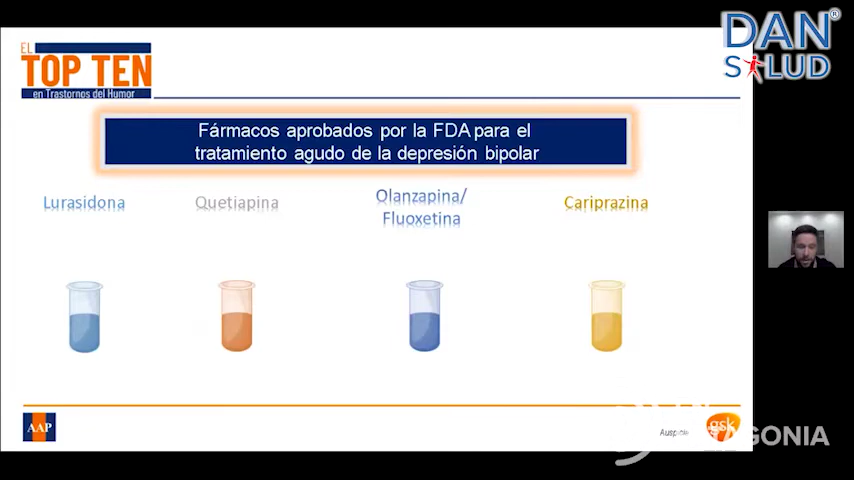 DAN®
SALUD
EL
TOP TEN
en Trastornos del Humor
Fármacos aprobados por la FDA para el
tratamiento agudo de la depresión bipolar
Lurasidona
Quetiapina
Olanzapina/
Fluoxetina
Cariprazina
AAP
gsk